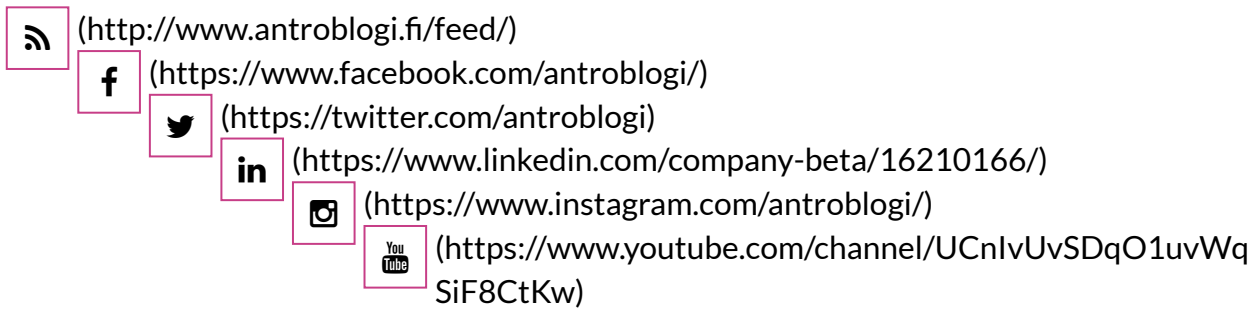 (http://www.antroblogi.fi/feed/)
f (https://www.facebook.com/antroblogi/)
(https://twitter.com/antroblogi)
in (https://www.linkedin.com/company-beta/16210166/)
(https://www.instagram.com/antroblogi/)
You Tube (https://www.youtube.com/channel/UCnIvUvSDqO1uvWq
SiF8CtKw)